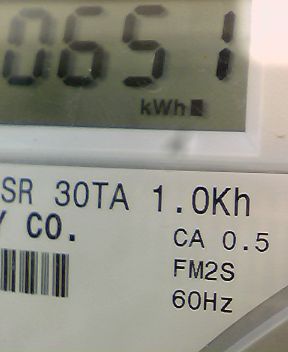 0651
kWh
SR 30TA 1.0Kh
Y CO.
CA 0.5
FM2S
60Hz